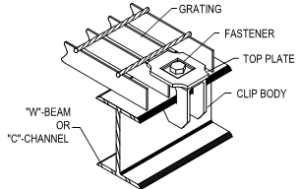 GRATING
FASTENER
TOP PLATE
CLIP BODY
"W"-BEAM
OR
"C"-CHANNEL